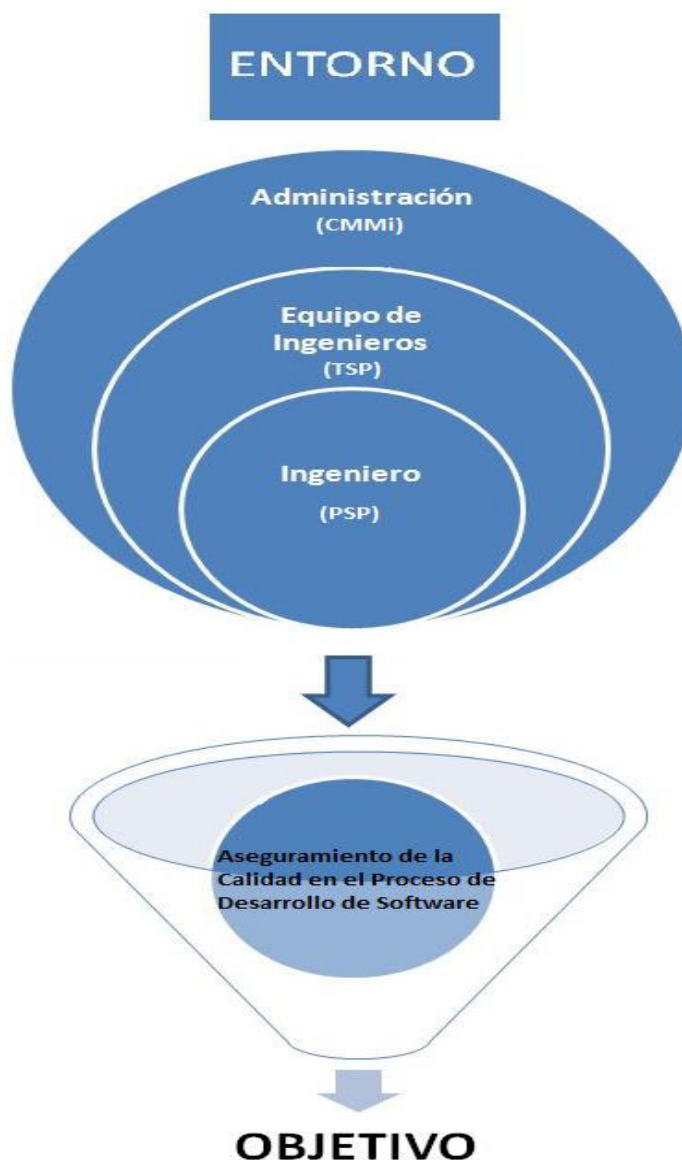 ENTORNO
Administración
(CMMi)
Equipo de
Ingenieros
(TSP)
Ingeniero
(PSP)
Aseguramiento de la
Calidad en el Proceso de
Desarrollo de Software
OBJETIVO